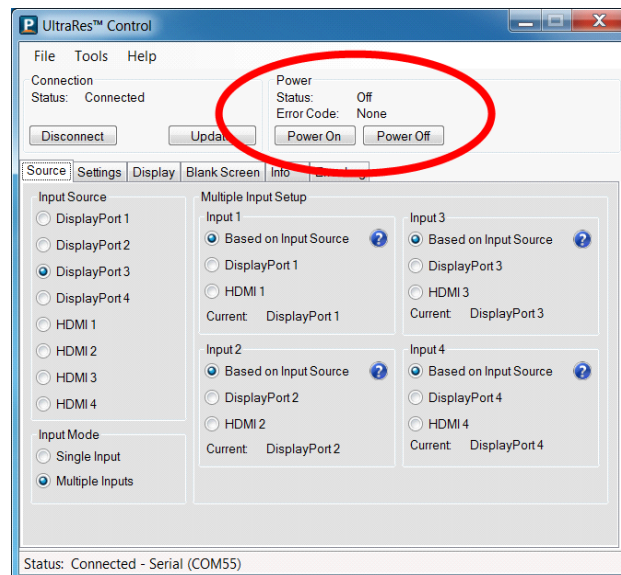 UltraRes™ Control
File Tools Help
Connection
Status: Connected
Disconnect
Power
Status: Off
Error Code: None
Power On Power Off
Source Settings Display Blank Screen Info
Input Source
DisplayPort 1
DisplayPort 2
DisplayPort 3
DisplayPort 4
HDMI 1
HDMI 2
HDMI 3
HDMI 4
Input Mode
Single Input
Multiple Inputs
Multiple Input Setup
Input 1
Based on Input Source
DisplayPort 1
HDMI 1
Current: DisplayPort 1
Input 2
Based on Input Source
DisplayPort 2
HDMI 2
Current: DisplayPort 2
Input 3
Based on Input Source
DisplayPort 3
HDMI 3
Current: DisplayPort 3
Input 4
Based on Input Source
DisplayPort 4
HDMI 4
Current: DisplayPort 4
Status: Connected - Serial (COM55)